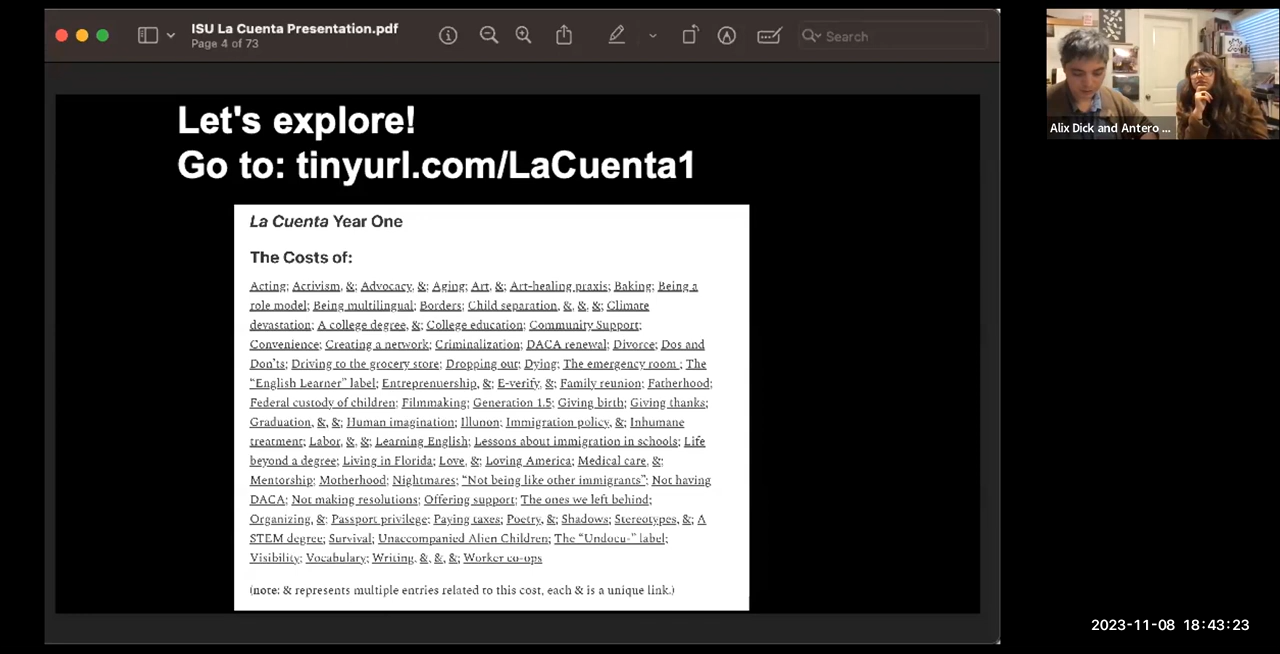 ISU La Cuenta Presentation.pdf
Page 4 of 73
Search
Let's explore!
Go to: tinyurl.com/LaCuenta1
La Cuenta Year One
The Costs of:
Acting; Activism, &; Advocacy, &; Aging; Art, &; Art-healing praxis; Baking; Being a
role model; Being multilingual; Borders; Child separation, &, &, &; Climate
devastation; A college degree, &; College education; Community Support;
Convenience; Creating a network; Criminalization; DACA renewal; Divorce; Dos and
Don'ts; Driving to the grocery store; Dropping out; Dying; The emergency room ; The
“English Learner” label; Entreprenuership, &; E-verify, &; Family reunion; Fatherhood;
Federal custody of children; Filmmaking; Generation 1.5; Giving birth; Giving thanks;
Graduation, &, &; Human imagination; Illunon; Immigration policy, &; Inhumane
treatment; Labor, &, &; Learning English; Lessons about immigration in schools; Life
beyond a degree; Living in Florida; Love, &; Loving America; Medical care, &;
Mentorship; Motherhood; Nightmares; “Not being like other immigrants”; Not having
DACA; Not making resolutions; Offering support; The ones we left behind;
Organizing, &; Passport privilege; Paying taxes; Poetry, &; Shadows; Stereotypes, &; A
STEM degree; Survival; Unaccompanied Alien Children; The “Undocu-” label;
Visibility; Vocabulary; Writing, &, &, &; Worker co-ops
(note: & represents multiple entries related to this cost, each & is a unique link.)
Alix Dick and Antero ...
2023-11-08 18:43:23